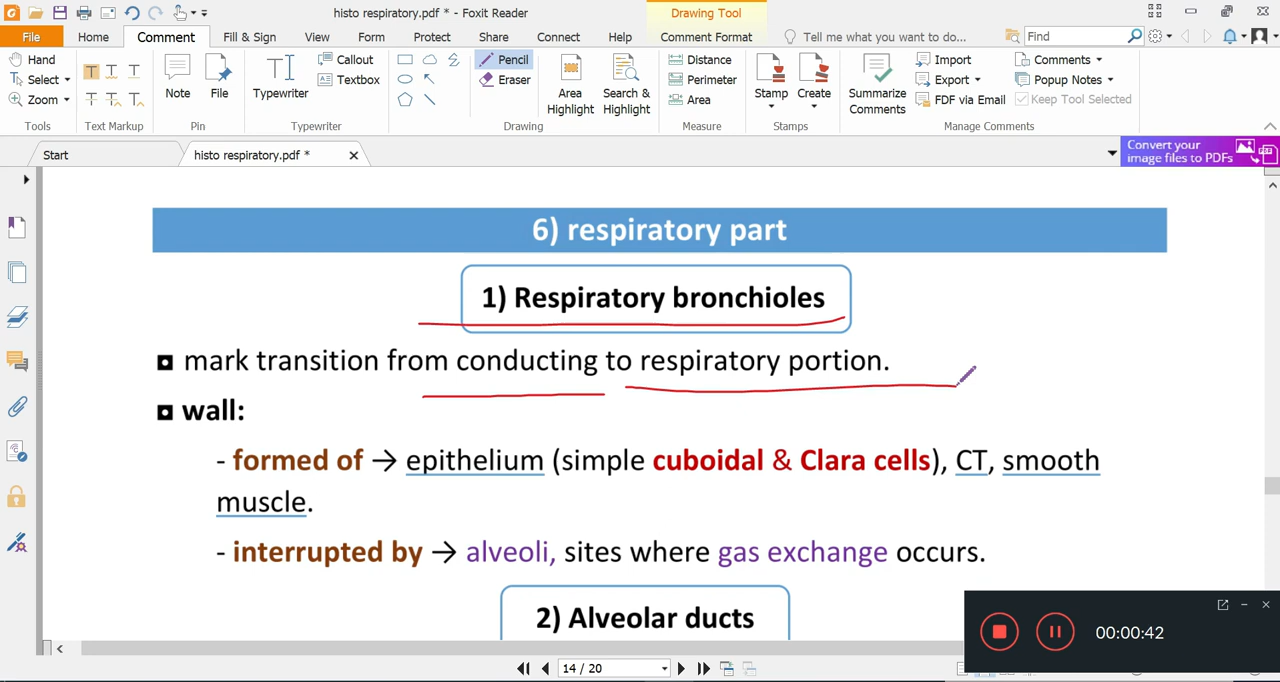 histo respiratory.pdf * - Foxit Reader
Drawing Tool
File Home Comment Fill & Sign View Form Protect Share Connect Help Comment Format Tell me what you want to do... Find
Hand
Select
Zoom
Tools
Text Markup
Note
File
Pin
Typewriter
Callout
Textbox
Typewriter
Pencil
Eraser
Area Highlight
Search & Highlight
Drawing
Distance
Perimeter
Area
Measure
Stamp
Create
Stamps
Summarize Comments
Import
Export
FDF via Email
Comments
Popup Notes
Keep Tool Selected
Manage Comments
Start
histo respiratory.pdf *
Convert your
image files to PDFs
6) respiratory part
1) Respiratory bronchioles
mark transition from conducting to respiratory portion.
wall:
- formed of → epithelium (simple cuboidal & Clara cells), CT, smooth
muscle.
- interrupted by → alveoli, sites where gas exchange occurs.
2) Alveolar ducts
00:00:42
14 / 20